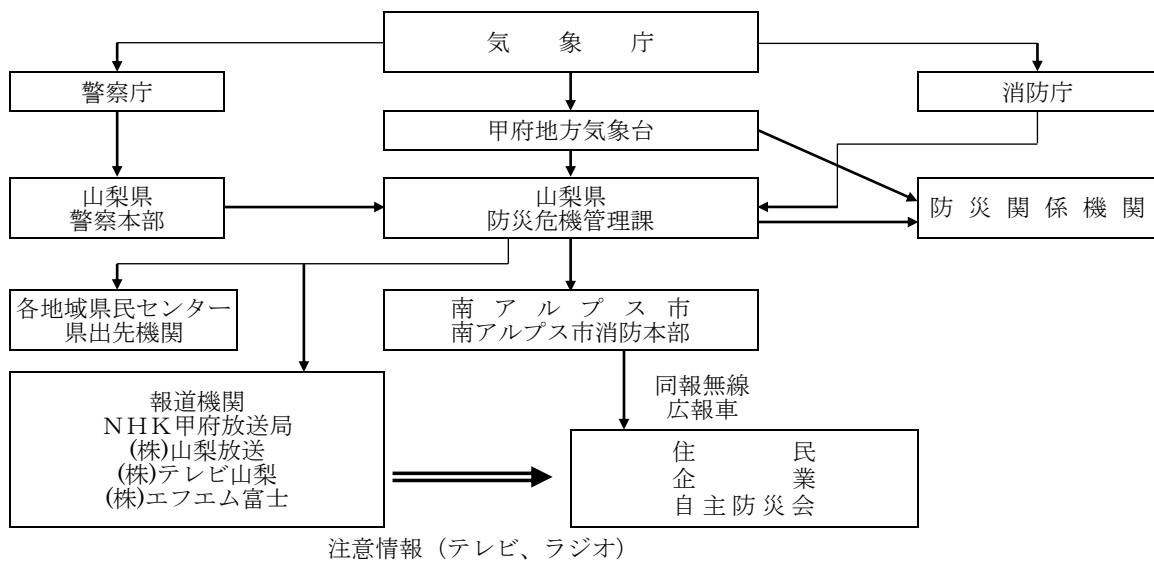 気象庁
警察庁
消防庁
甲府地方気象台
山梨県
警察本部
山梨県
防災危機管理課
防災関係機関
各地域県民センター
県出先機関
南アルプス市
南アルプス市消防本部
同報無線
広報車
報道機関
ＮＨＫ甲府放送局
(株)山梨放送
(株)テレビ山梨
(株)エフエム富士
住民
企業
自主防災会
注意情報（テレビ、ラジオ）